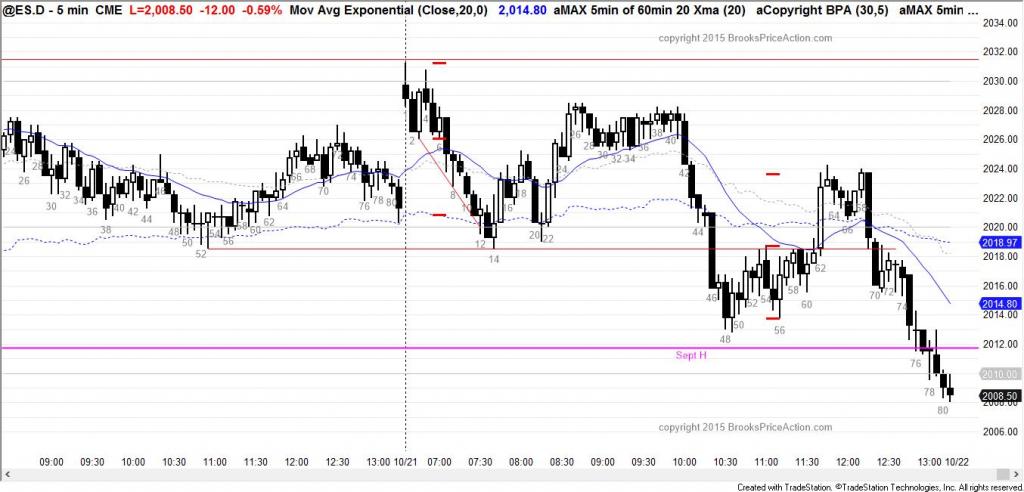 @ES.D - 5 min CME L=2,008.50 -12.00 -0.59% Mov Avg Exponential (Close,20,0) 2,014.80 aMAX 5min of 60min 20 Xma (20) aCopyright BPA (30,5) aMAX 5min ...
copyright 2015 BrooksPriceAction.com
2034.00
2032.00
2030.00
2028.00
2026.00
2024.00
2022.00
2020.00
2018.97
2018.00
2016.00
2014.80
2014.00
2012.00
2010.00
2008.50
2006.00
26 30 32 34 36 38 40 42 44 48 50 52 54 56 58 60 62 64 66 68 70 74 76 78 80
2 4 6 8 10 12 14 16 18 20 22 24 26 28 30 32 34 36 38 40 42 44 46 48 50 52 54 56 58 60 62 64 66 68 70 72 74 76 78 80
Sept H
copyright 2015 BrooksPriceAction.com
09:00 09:30 10:00 10:30 11:00 11:30 12:00 12:30 13:00 10/21 07:00 07:30 08:00 08:30 09:00 09:30 10:00 10:30 11:00 11:30 12:00 12:30 13:00 10/22
Created with TradeStation. ©TradeStation Technologies, Inc. All rights reserved.